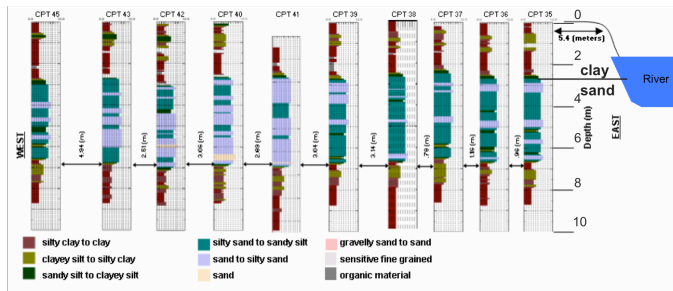 CPT 45 CPT 43 CPT 42 CPT 40 CPT 41 CPT 39 CPT 38 CPT 37 CPT 36 CPT 35
0
5.4 (meters)
River
clay
sand
2
4
6
8
10
Depth (m)
EAST
WEST
4.94 (m)
2.51 (m)
3.06 (m)
2.69 (m)
3.04 (m)
3.14 (m)
.79 (m)
1.16 (m)
.96 (m)
silty clay to clay
clayey silt to silty clay
sandy silt to clayey silt
silty sand to sandy silt
sand to silty sand
sand
gravelly sand to sand
sensitive fine grained
organic material